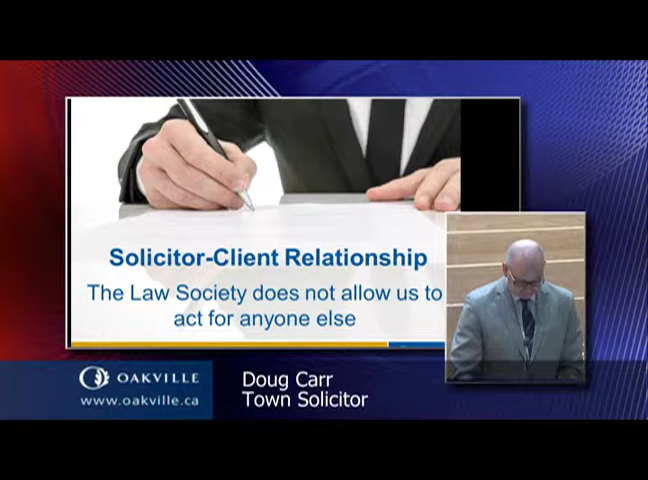 Solicitor-Client Relationship
The Law Society does not allow us to
act for anyone else
OAKVILLE
www.oakville.ca
Doug Carr
Town Solicitor